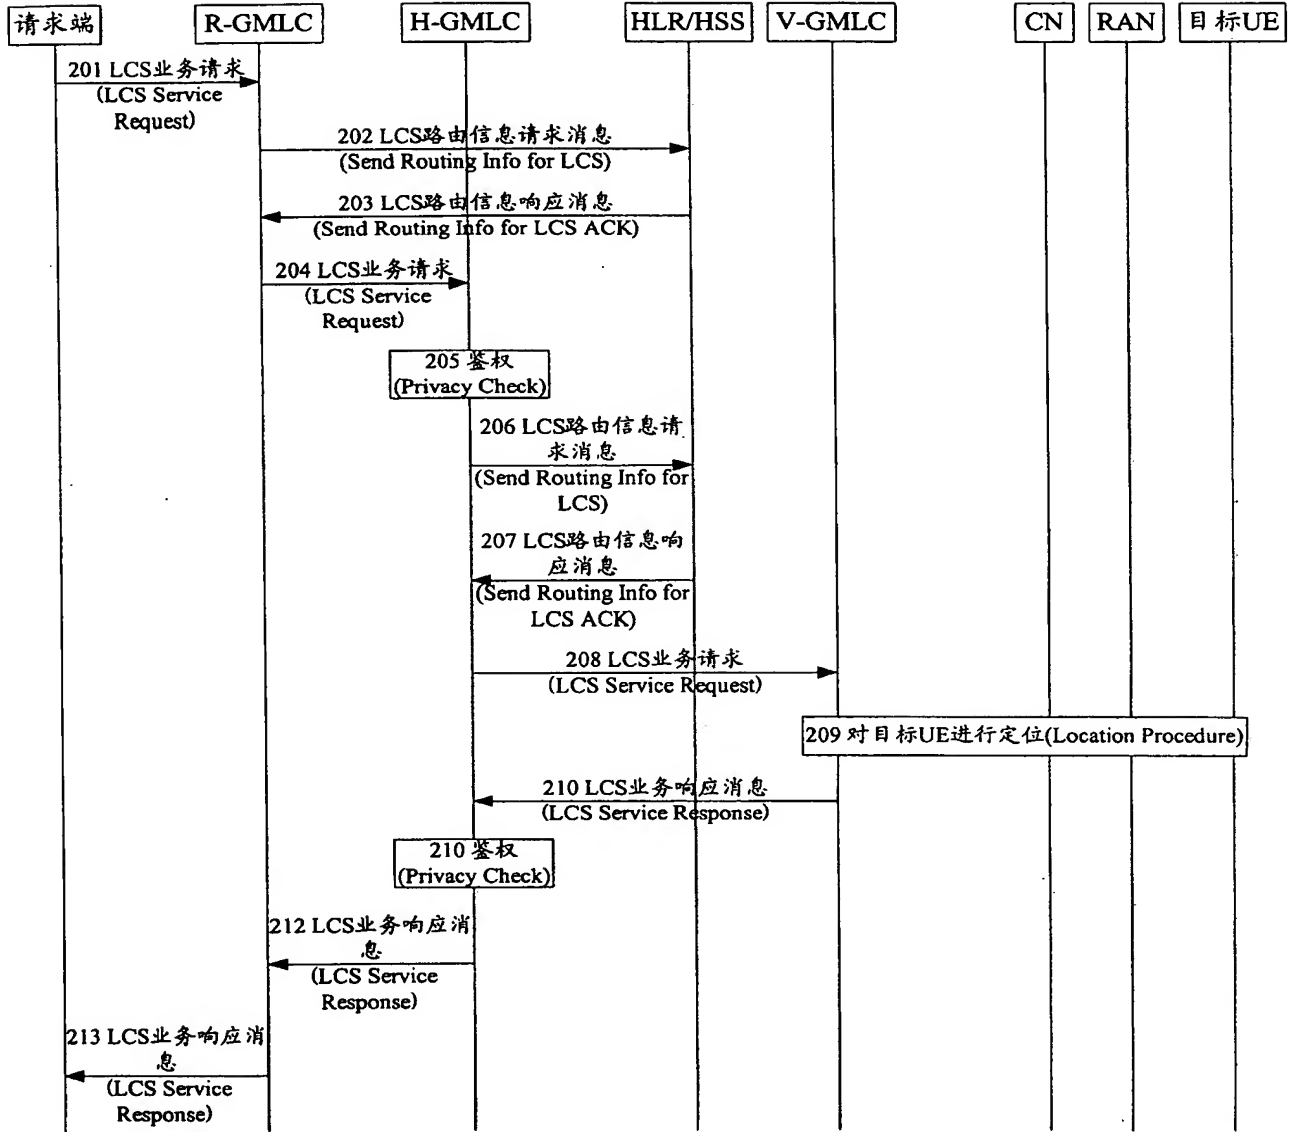 请求端
R-GMLC
H-GMLC
HLR/HSS
V-GMLC
CN
RAN
目标UE
201 LCS业务请求
(LCS Service
Request)
202 LCS路由信息请求消息
(Send Routing Info for LCS)
203 LCS路由信息响应消息
(Send Routing Info for LCS ACK)
204 LCS业务请求
(LCS Service
Request)
205 鉴权
(Privacy Check)
206 LCS路由信息请
求消息
(Send Routing Info for
LCS)
207 LCS路由信息响
应消息
(Send Routing Info for
LCS ACK)
208 LCS业务请求
(LCS Service Request)
209 对目标UE进行定位(Location Procedure)
210 LCS业务响应消息
(LCS Service Response)
210 鉴权
(Privacy Check)
212 LCS业务响应消
息
(LCS Service
Response)
213 LCS业务响应消
息
(LCS Service
Response)